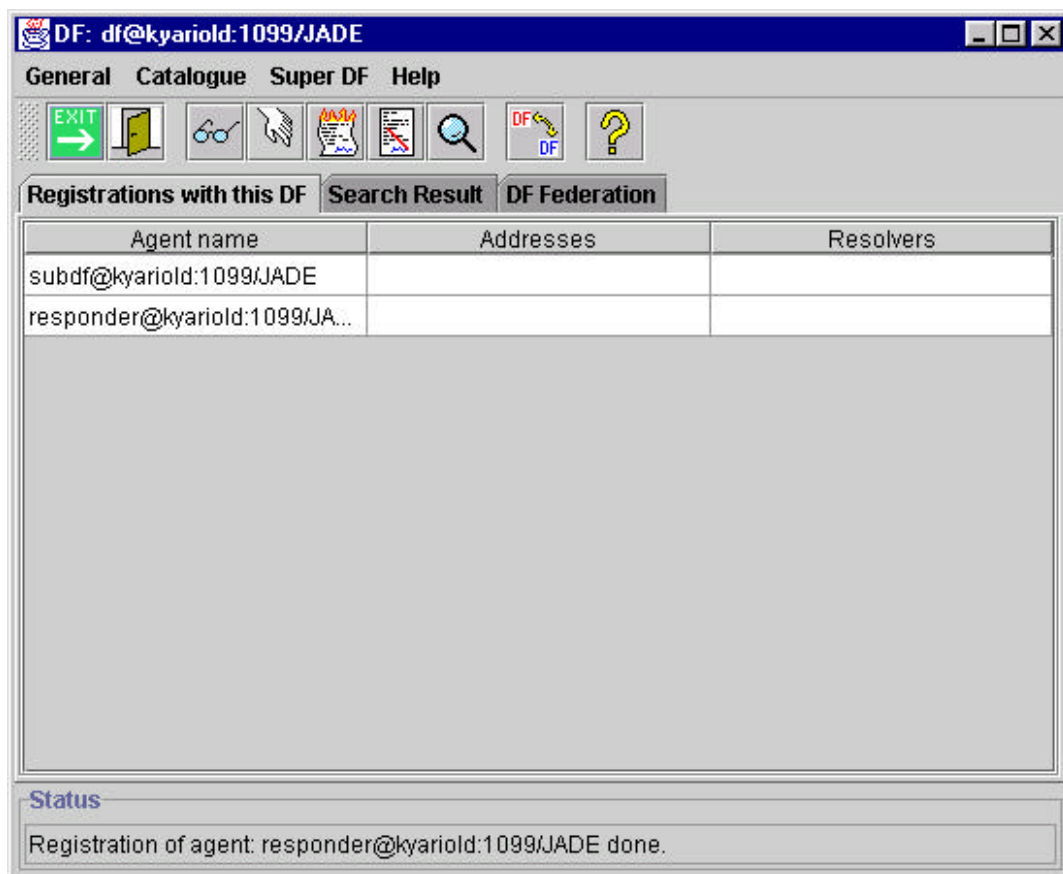 DF: df@kyariold:1099/JADE
General Catalogue Super DF Help
EXIT DF DF
Registrations with this DF Search Result DF Federation
Agent name Addresses Resolvers
subdf@kyariold:1099/JADE
responder@kyariold:1099/JA...
Status
Registration of agent: responder@kyariold:1099/JADE done.